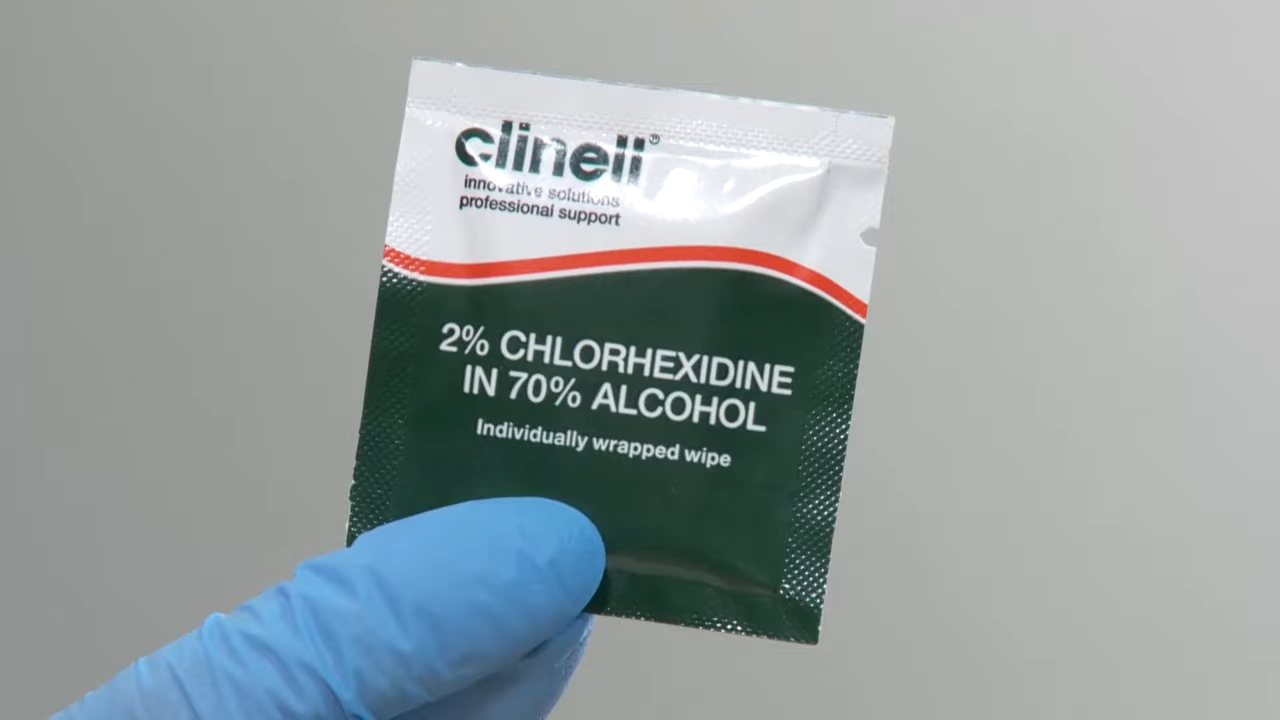 clinell®
innovative solutions
professional support
2% CHLORHEXIDINE
IN 70% ALCOHOL
Individually wrapped wipe